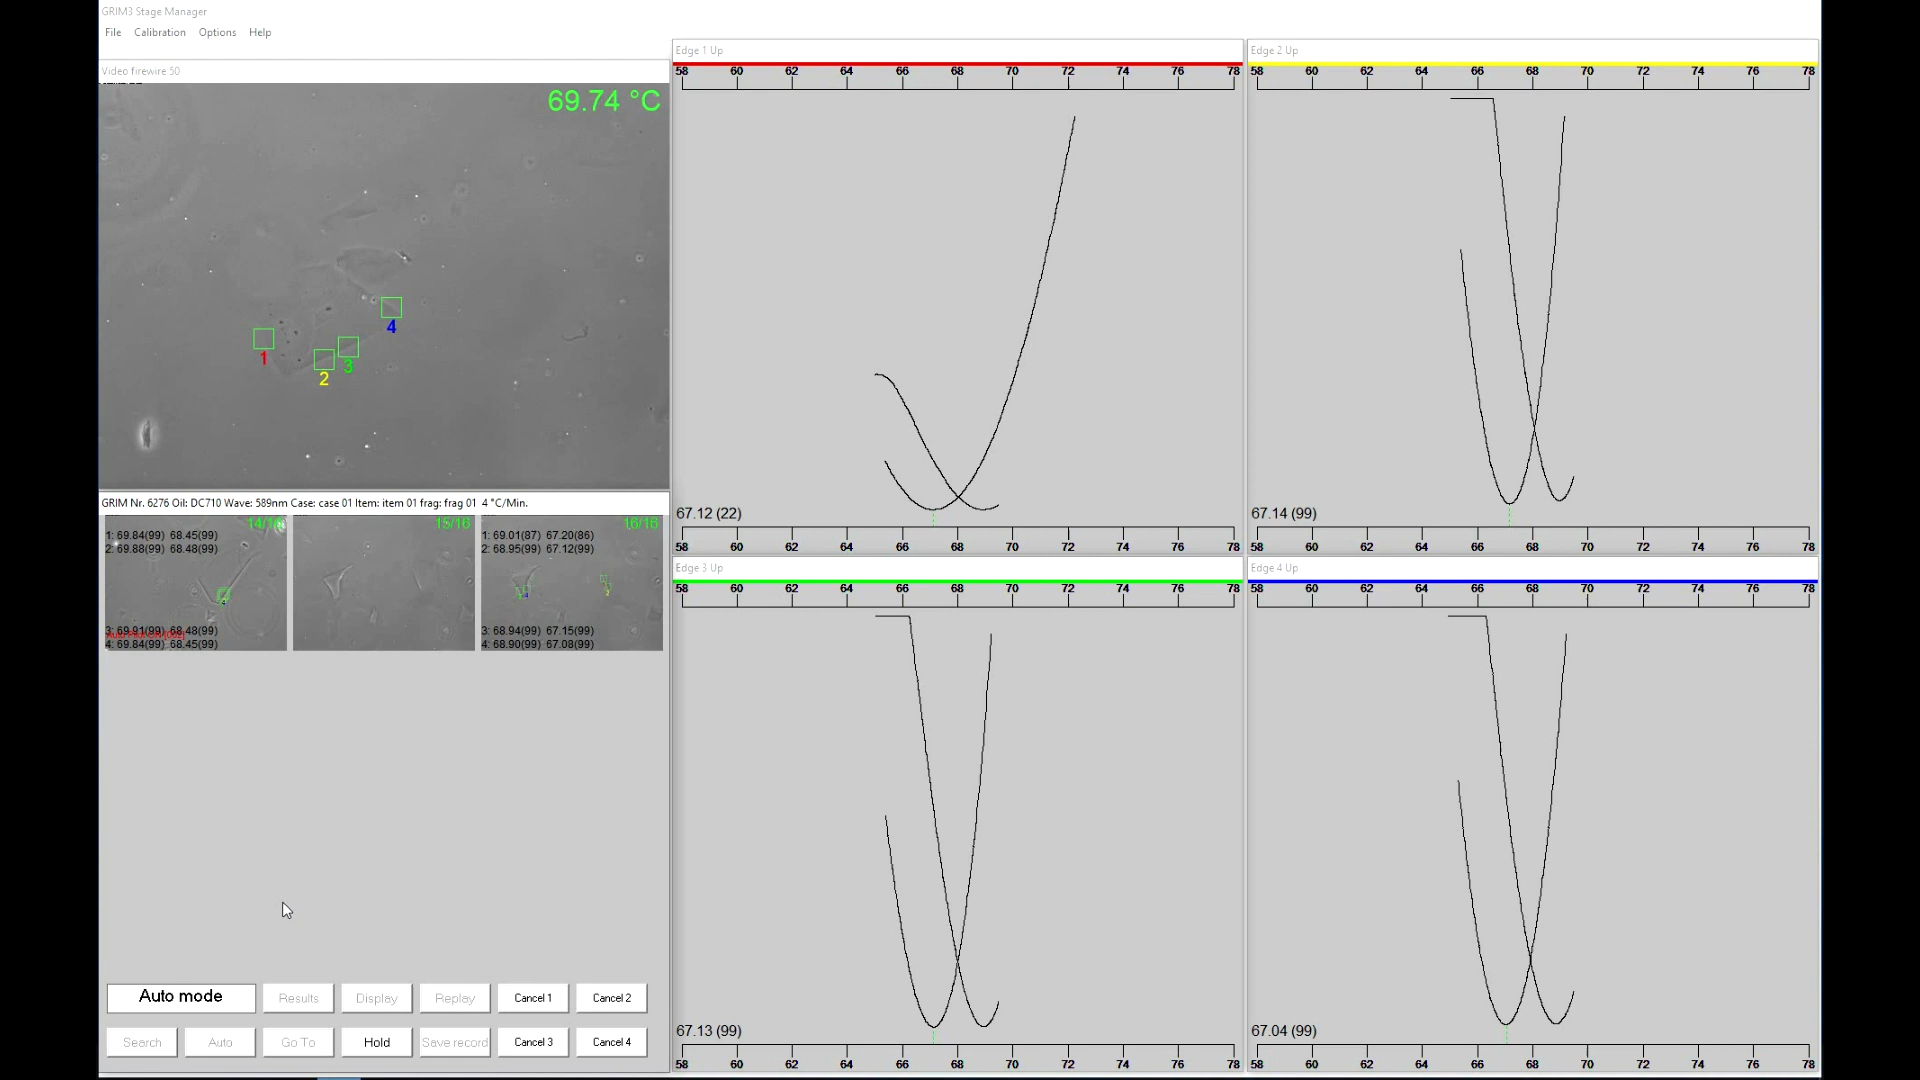 GRIM3 Stage Manager
File Calibration Options Help
Video firewire 50
69.74 °C
1
2
3
4
GRIM Nr. 6276 Oil: DC710 Wave: 589nm Case: case 01 Item: item 01 frag: frag 01 4 °C/Min.
14/16
1: 69.84(99) 68.45(99)
2: 69.88(99) 68.48(99)
3: 69.91(99) 68.48(99)
4: 69.84(99) 68.45(99)
15/16
16/16
1: 69.01(87) 67.20(86)
2: 68.95(99) 67.12(99)
3: 68.94(99) 67.15(99)
4: 68.90(99) 67.08(99)
Auto mode Results Display Replay Cancel 1 Cancel 2
Search Auto Go To Hold Save record Cancel 3 Cancel 4
Edge 1 Up
58 60 62 64 66 68 70 72 74 76 78
67.12 (22)
58 60 62 64 66 68 70 72 74 76 78
Edge 2 Up
58 60 62 64 66 68 70 72 74 76 78
67.14 (99)
58 60 62 64 66 68 70 72 74 76 78
Edge 3 Up
58 60 62 64 66 68 70 72 74 76 78
67.13 (99)
58 60 62 64 66 68 70 72 74 76 78
Edge 4 Up
58 60 62 64 66 68 70 72 74 76 78
67.04 (99)
58 60 62 64 66 68 70 72 74 76 78